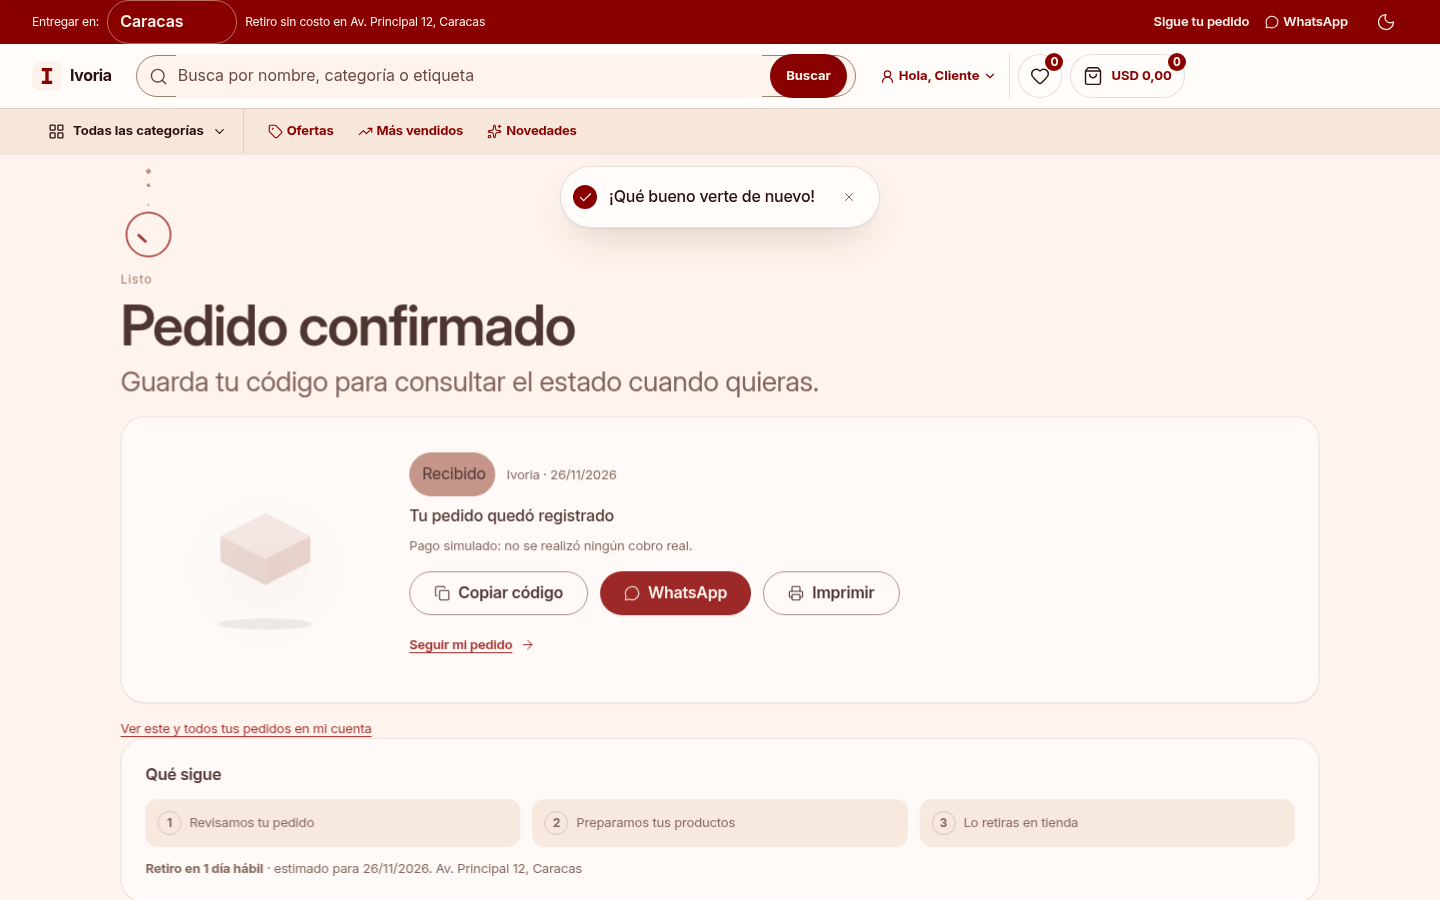 Entregar en: Caracas Retiro sin costo en Av. Principal 12, Caracas Sigue tu pedido WhatsApp
I Ivoria Busca por nombre, categoría o etiqueta Buscar Hola, Cliente 0 USD 0,00 0
Todas las categorías Ofertas Más vendidos Novedades
¡Qué bueno verte de nuevo!
Listo
Pedido confirmado
Guarda tu código para consultar el estado cuando quieras.
Recibido Ivoria · 26/11/2026
Tu pedido quedó registrado
Pago simulado: no se realizó ningún cobro real.
Copiar código WhatsApp Imprimir
Seguir mi pedido
Ver este y todos tus pedidos en mi cuenta
Qué sigue
1 Revisamos tu pedido 2 Preparamos tus productos 3 Lo retiras en tienda
Retiro en 1 día hábil · estimado para 26/11/2026. Av. Principal 12, Caracas